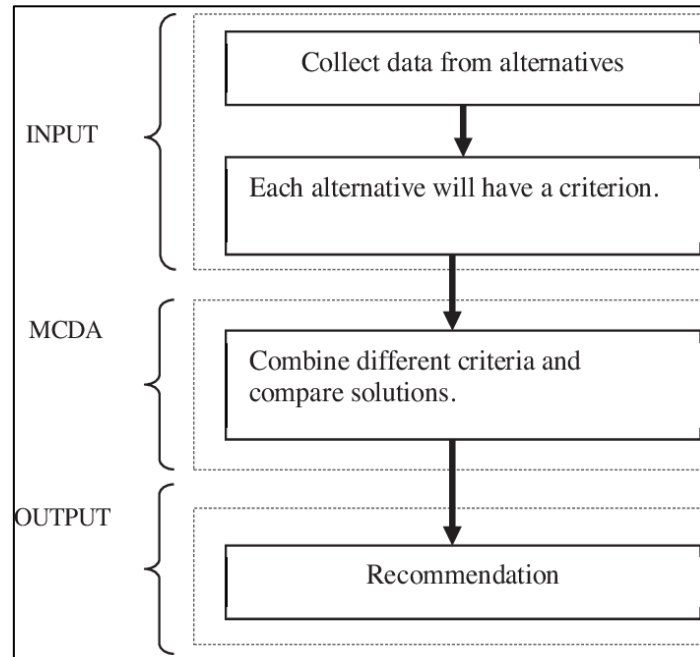 INPUT
Collect data from alternatives
Each alternative will have a criterion.
MCDA
Combine different criteria and
compare solutions.
OUTPUT
Recommendation